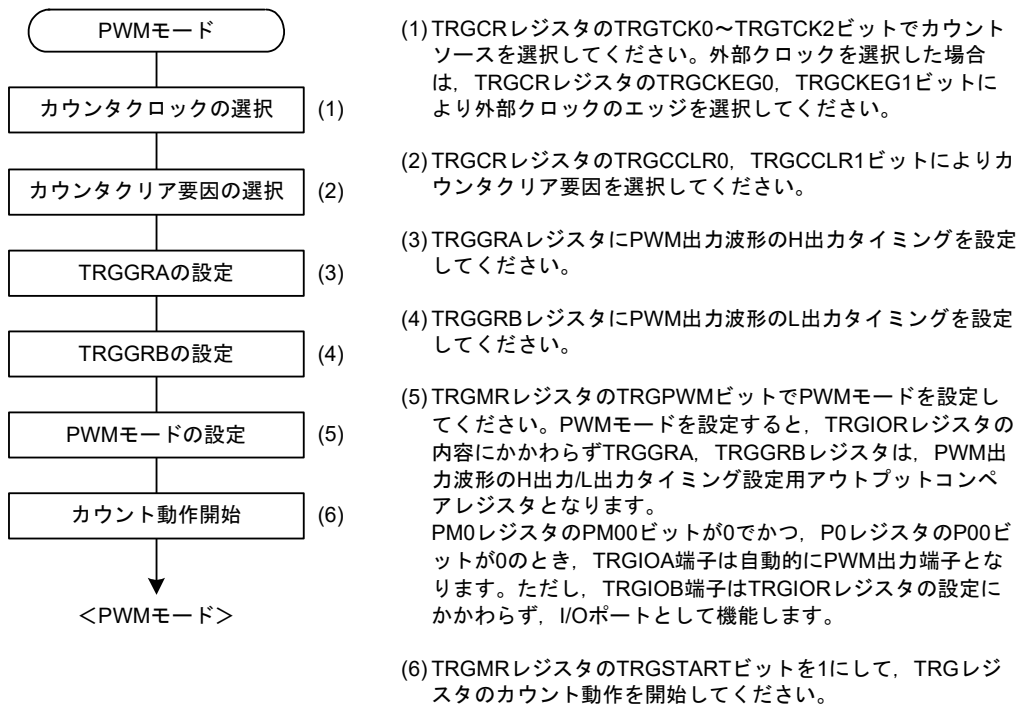 PWMモード
カウンタクロックの選択 (1)
カウンタクリア要因の選択 (2)
TRGGRAの設定 (3)
TRGGRBの設定 (4)
PWMモードの設定 (5)
カウント動作開始 (6)
＜PWMモード＞
(1) TRGCRレジスタのTRGTCK0～TRGTCK2ビットでカウント
ソースを選択してください。外部クロックを選択した場合
は，TRGCRレジスタのTRGCKEG0，TRGCKEG1ビットに
より外部クロックのエッジを選択してください。
(2) TRGCRレジスタのTRGCCLR0，TRGCCLR1ビットによりカ
ウンタクリア要因を選択してください。
(3) TRGGRAレジスタにPWM出力波形のH出力タイミングを設定
してください。
(4) TRGGRBレジスタにPWM出力波形のL出力タイミングを設定
してください。
(5) TRGMRレジスタのTRGPWMビットでPWMモードを設定し
てください。PWMモードを設定すると，TRGIORレジスタの
内容にかかわらずTRGGRA，TRGGRBレジスタは，PWM出
力波形のH出力/L出力タイミング設定用アウトプットコンペ
アレジスタとなります。
PM0レジスタのPM00ビットが0でかつ，P0レジスタのP00ビ
ットが0のとき，TRGIOA端子は自動的にPWM出力端子とな
ります。ただし，TRGIOB端子はTRGIORレジスタの設定に
かかわらず，I/Oポートとして機能します。
(6) TRGMRレジスタのTRGSTARTビットを1にして，TRGレジ
スタのカウント動作を開始してください。